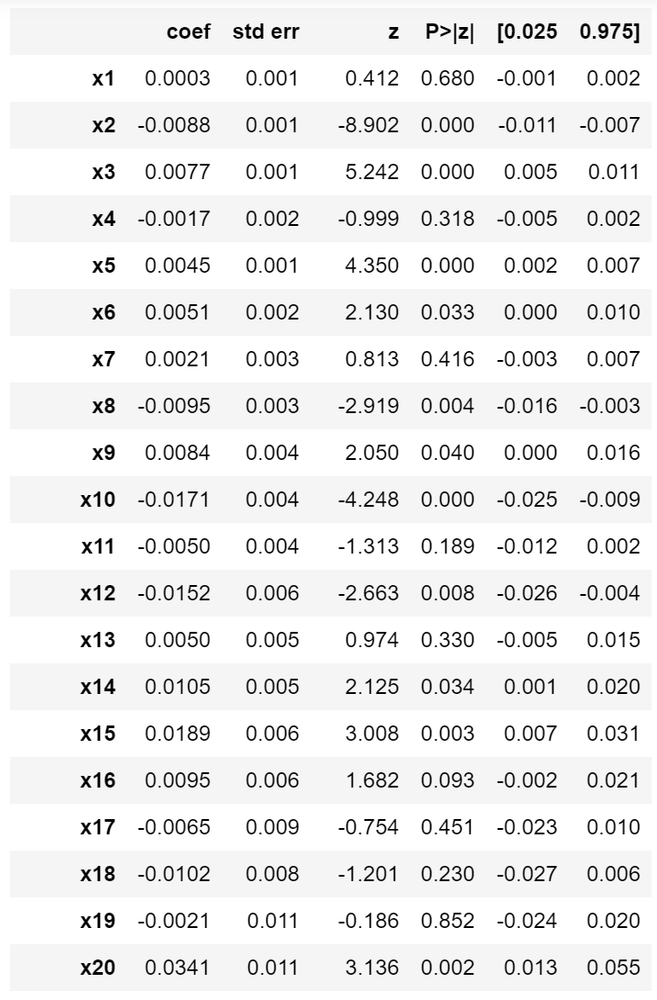 coef std err z P>|z| [0.025 0.975]
x1 0.0003 0.001 0.412 0.680 -0.001 0.002
x2 -0.0088 0.001 -8.902 0.000 -0.011 -0.007
x3 0.0077 0.001 5.242 0.000 0.005 0.011
x4 -0.0017 0.002 -0.999 0.318 -0.005 0.002
x5 0.0045 0.001 4.350 0.000 0.002 0.007
x6 0.0051 0.002 2.130 0.033 0.000 0.010
x7 0.0021 0.003 0.813 0.416 -0.003 0.007
x8 -0.0095 0.003 -2.919 0.004 -0.016 -0.003
x9 0.0084 0.004 2.050 0.040 0.000 0.016
x10 -0.0171 0.004 -4.248 0.000 -0.025 -0.009
x11 -0.0050 0.004 -1.313 0.189 -0.012 0.002
x12 -0.0152 0.006 -2.663 0.008 -0.026 -0.004
x13 0.0050 0.005 0.974 0.330 -0.005 0.015
x14 0.0105 0.005 2.125 0.034 0.001 0.020
x15 0.0189 0.006 3.008 0.003 0.007 0.031
x16 0.0095 0.006 1.682 0.093 -0.002 0.021
x17 -0.0065 0.009 -0.754 0.451 -0.023 0.010
x18 -0.0102 0.008 -1.201 0.230 -0.027 0.006
x19 -0.0021 0.011 -0.186 0.852 -0.024 0.020
x20 0.0341 0.011 3.136 0.002 0.013 0.055